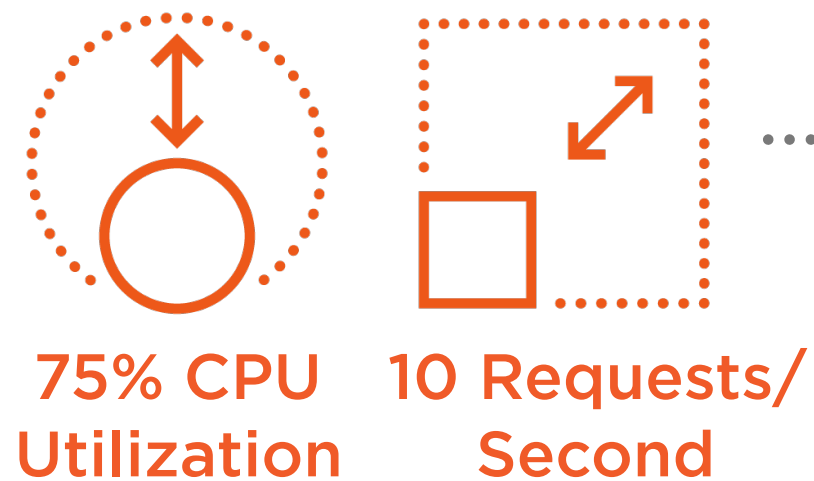 75% CPU
Utilization
10 Requests/
Second